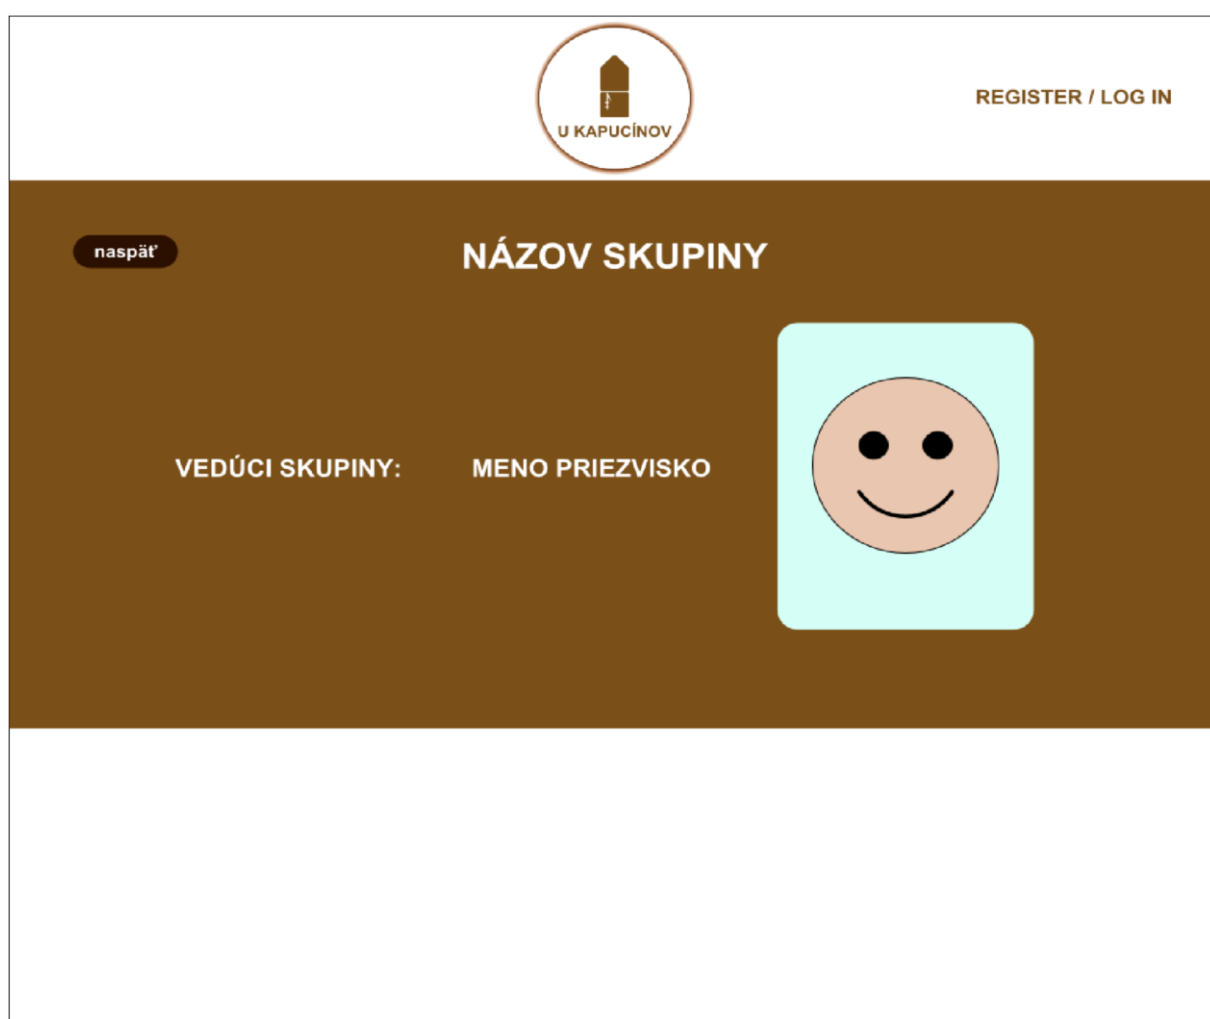 U KAPUCÍNOV
REGISTER / LOG IN
naspäť
NÁZOV SKUPINY
VEDÚCI SKUPINY:
MENO PRIEZVISKO